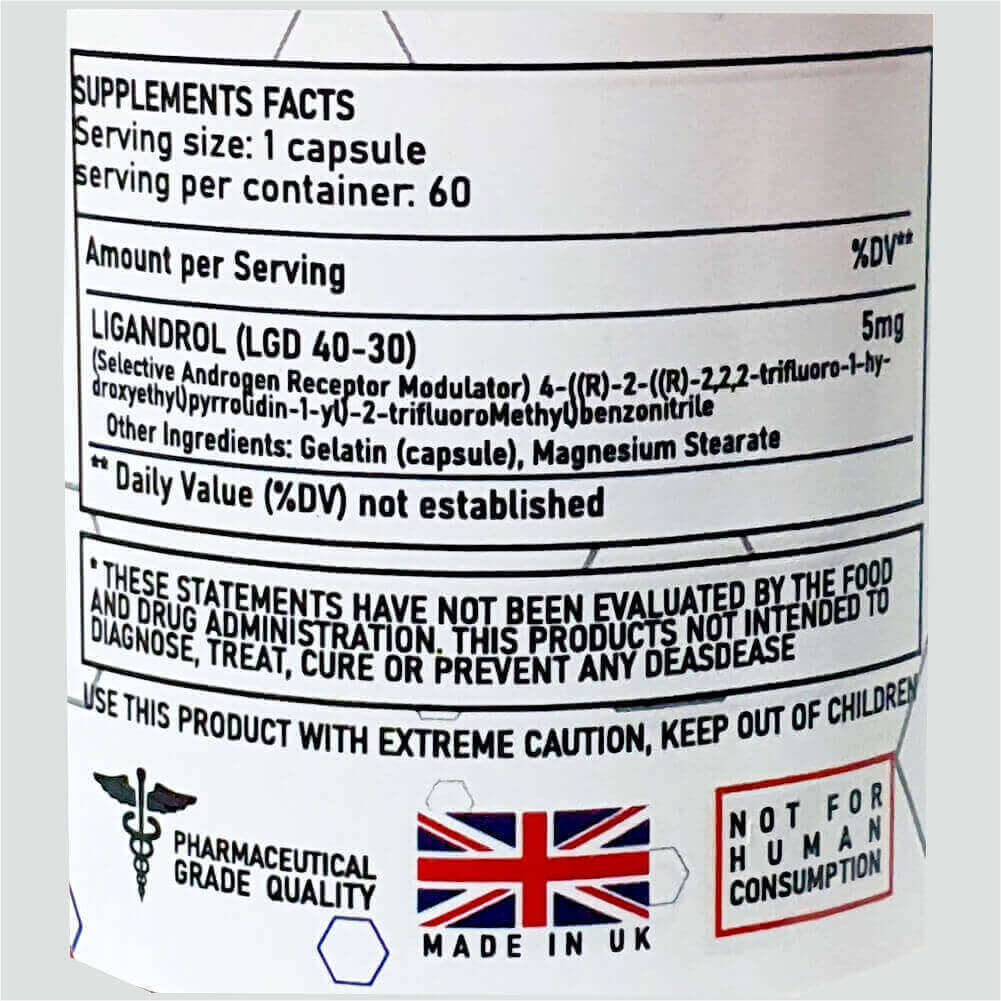 SUPPLEMENTS FACTS
Serving size: 1 capsule
serving per container: 60
Amount per Serving %DV**
LIGANDROL (LGD 40-30) 5mg
(Selective Androgen Receptor Modulator) 4-((R)-2-((R)-2,2,2-trifluoro-1-hy-
droxyethyl)pyrrolidin-1-yl)-2-trifluoroMethyl)benzonitrile
Other Ingredients: Gelatin (capsule), Magnesium Stearate
** Daily Value (%DV) not established
* THESE STATEMENTS HAVE NOT BEEN EVALUATED BY THE FOOD
AND DRUG ADMINISTRATION. THIS PRODUCTS NOT INTENDED TO
DIAGNOSE, TREAT, CURE OR PREVENT ANY DEASDEASE
USE THIS PRODUCT WITH EXTREME CAUTION, KEEP OUT OF CHILDREN
PHARMACEUTICAL
GRADE QUALITY
MADE IN UK
NOT FOR
HUMAN
CONSUMPTION